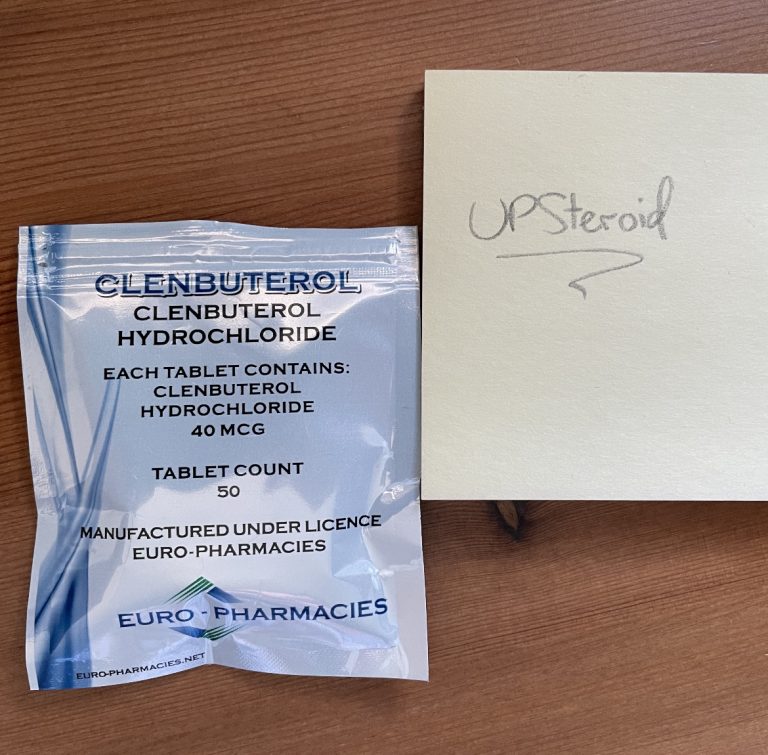 CLENBUTEROL
CLENBUTEROL
HYDROCHLORIDE
EACH TABLET CONTAINS:
CLENBUTEROL
HYDROCHLORIDE
40 MCG
TABLET COUNT
50
MANUFACTURED UNDER LICENCE
EURO-PHARMACIES
EURO - PHARMACIES
EURO-PHARMACIES.NET
UPSteroid